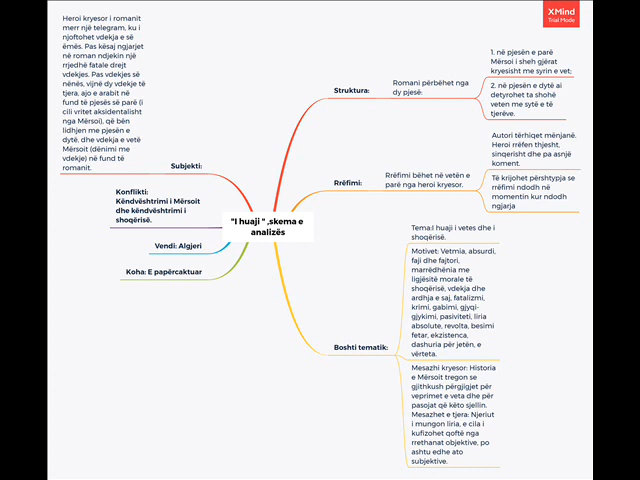 XMind
Trial Mode
Heroi kryesor i romanit
merr një telegram, ku i
njoftohet vdekja e së
ëmës. Pas kësaj ngjarjet
në roman ndjekin një
rrjedhë fatale drejt
vdekjes. Pas vdekjes së
nënës, vijnë dy vdekje të
tjera, ajo e arabit në
fund të pjesës së parë (i
cili vritet aksidentalisht
nga Mërsoi), që bën
lidhjen me pjesën e
dytë, dhe vdekja e vetë
Mërsoit (dënimi me
vdekje) në fund të
romanit.
Subjekti:
Konflikti:
Këndvështrimi i Mërsoit
dhe këndvështrimi i
shoqërisë.
Vendi: Algjeri
Koha: E papërcaktuar
"I huaji " ,skema e
analizës
Struktura:
Romani përbëhet nga
dy pjesë:
1. në pjesën e parë
Mërsoi i sheh gjërat
kryesisht me syrin e vet;
2. në pjesën e dytë ai
detyrohet ta shohë
veten me sytë e të
tjerëve.
Rrëfimi:
Rrëfimi bëhet në vetën e
parë nga heroi kryesor.
Autori tërhiqet mënjanë.
Heroi rrëfen thjesht,
sinqerisht dhe pa asnjë
koment.
Të krijohet përshtypja se
rrëfimi ndodh në
momentin kur ndodh
ngjarja
Boshti tematik:
Tema:I huaji i vetes dhe i
shoqërisë.
Motivet: Vetmia, absurdi,
faji dhe fajtori,
marrëdhënia me
ligjësitë morale të
shoqërisë, vdekja dhe
ardhja e saj, fatalizmi,
krimi, gabimi, gjyqi-
gjykimi, pasiviteti, liria
absolute, revolta, besimi
fetar, ekzistenca,
dashuria për jetën, e
vërteta.
Mesazhi kryesor: Historia
e Mërsoit tregon se
gjithkush përgjigjet për
veprimet e veta dhe për
pasojat që këto sjellin.
Mesazhet e tjera: Njeriut
i mungon liria, e cila i
kufizohet qoftë nga
rrethanat objektive, po
ashtu edhe ato
subjektive.